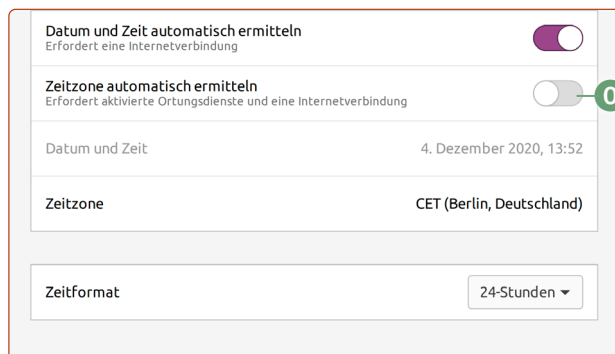 Datum und Zeit automatisch ermitteln
Erfordert eine Internetverbindung
Zeitzone automatisch ermitteln
Erfordert aktivierte Ortungsdienste und eine Internetverbindung
0
Datum und Zeit 4. Dezember 2020, 13:52
Zeitzone CET (Berlin, Deutschland)
Zeitformat 24-Stunden